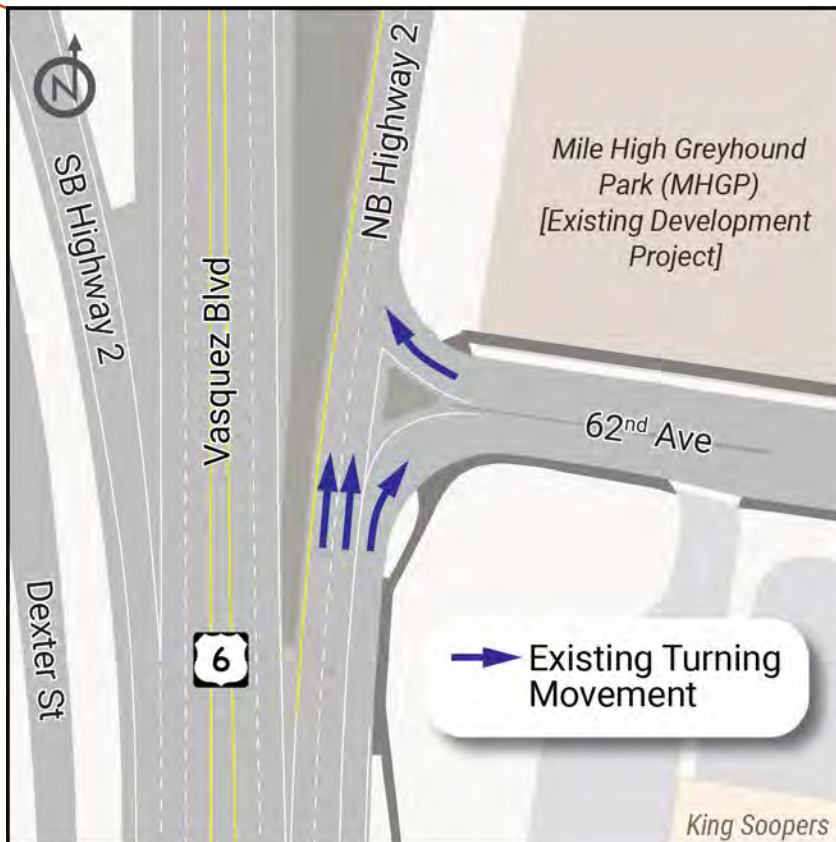 N
SB Highway 2
Vasquez Blvd
NB Highway 2
Mile High Greyhound
Park (MHGP)
[Existing Development
Project]
62nd Ave
Dexter St
6
Existing Turning
Movement
King Soopers